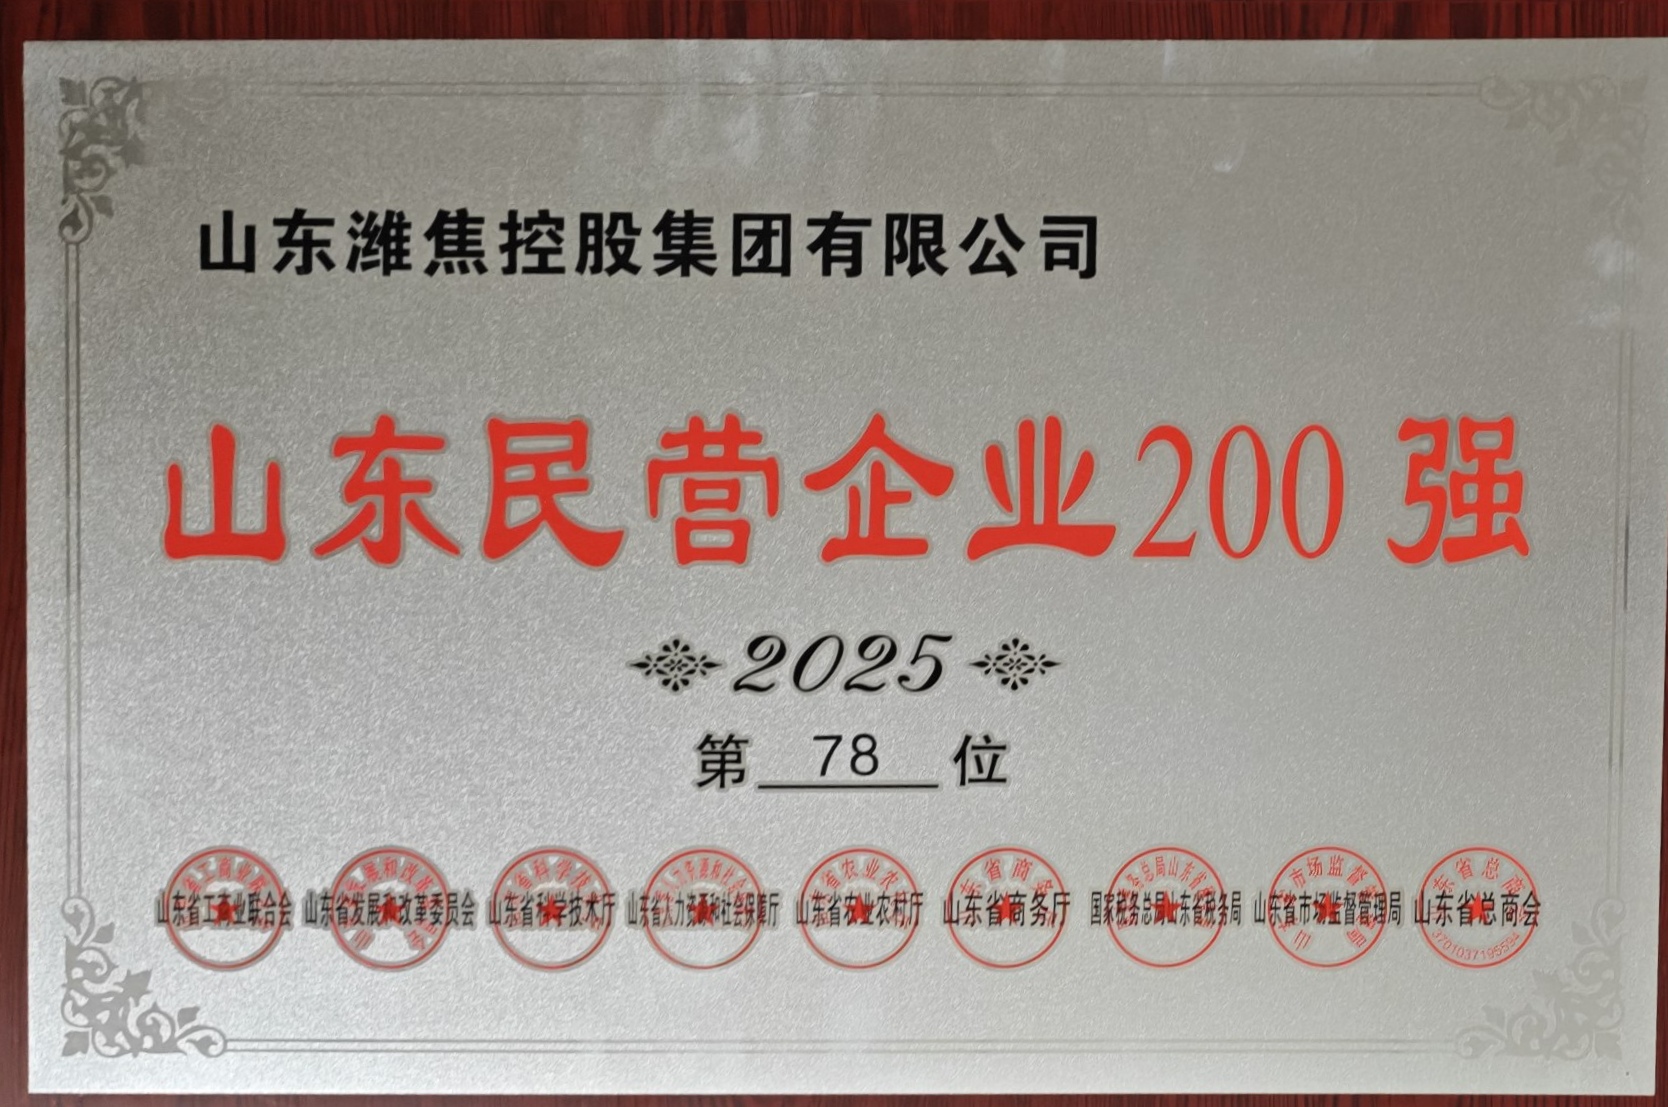 山东潍焦控股集团有限公司
山东民营企业200强
2025
第 78 位
山东省工商业联合会 山东省发展和改革委员会 山东省科学技术厅 山东省人力资源和社会保障厅 山东省农业农村厅 山东省商务厅 国家税务总局山东省税务局 山东省市场监督管理局 山东省总商会
3701037195594